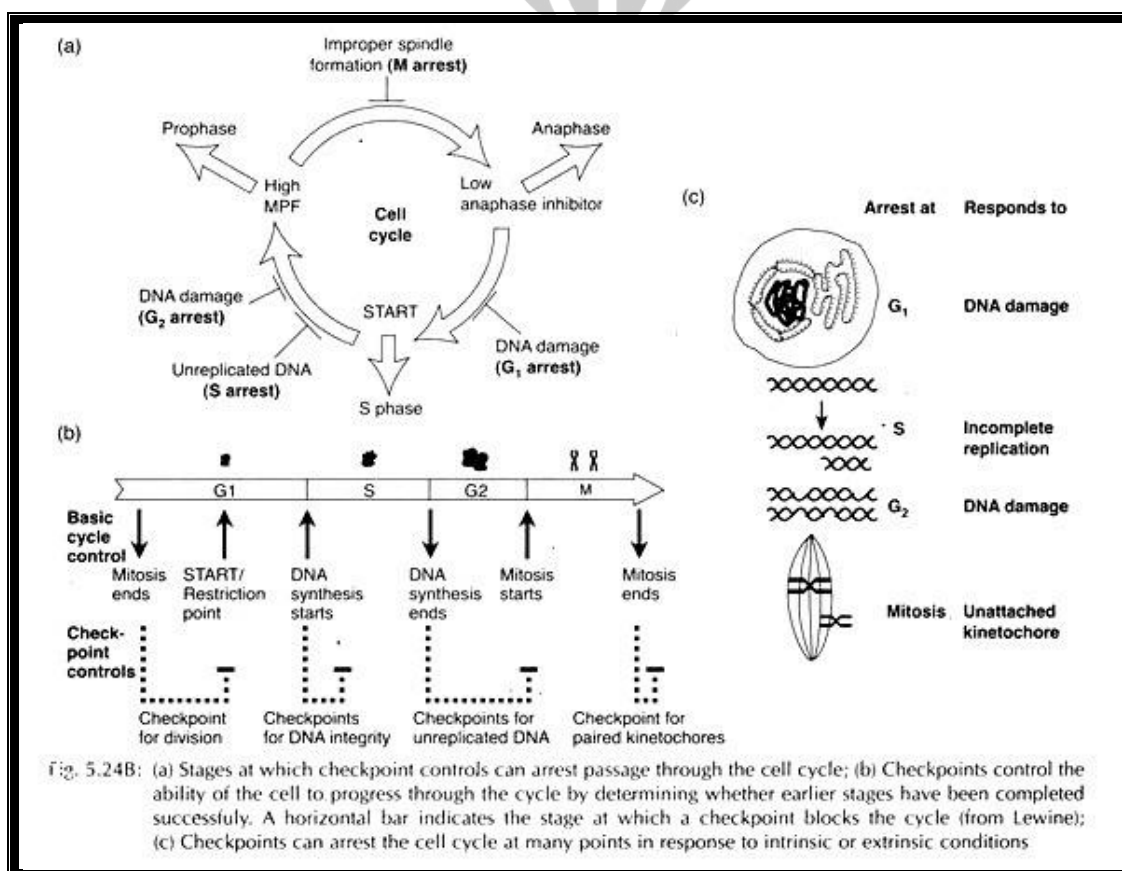 (a)
Improper spindle
formation (M arrest)
Prophase
Anaphase
High
MPF
Low
anaphase inhibitor
Cell
cycle
DNA damage
(G₂ arrest)
START
Unreplicated DNA
(S arrest)
DNA damage
(G₁ arrest)
S phase
(b)
G1 S G2 M
Basic
cycle
control
Mitosis
ends
START/
Restriction
point
DNA
synthesis
starts
DNA
synthesis
ends
Mitosis
starts
Mitosis
ends
Check-
point
controls
Checkpoint
for division
Checkpoints
for DNA integrity
Checkpoints for
unreplicated DNA
Checkpoint for
paired kinetochores
(c)
Arrest at Responds to
G₁ DNA damage
S Incomplete
replication
G₂ DNA damage
Mitosis Unattached
kinetochore
Fig. 5.24B: (a) Stages at which checkpoint controls can arrest passage through the cell cycle; (b) Checkpoints control the
ability of the cell to progress through the cycle by determining whether earlier stages have been completed
successfuly. A horizontal bar indicates the stage at which a checkpoint blocks the cycle (from Lewine);
(c) Checkpoints can arrest the cell cycle at many points in response to intrinsic or extrinsic conditions